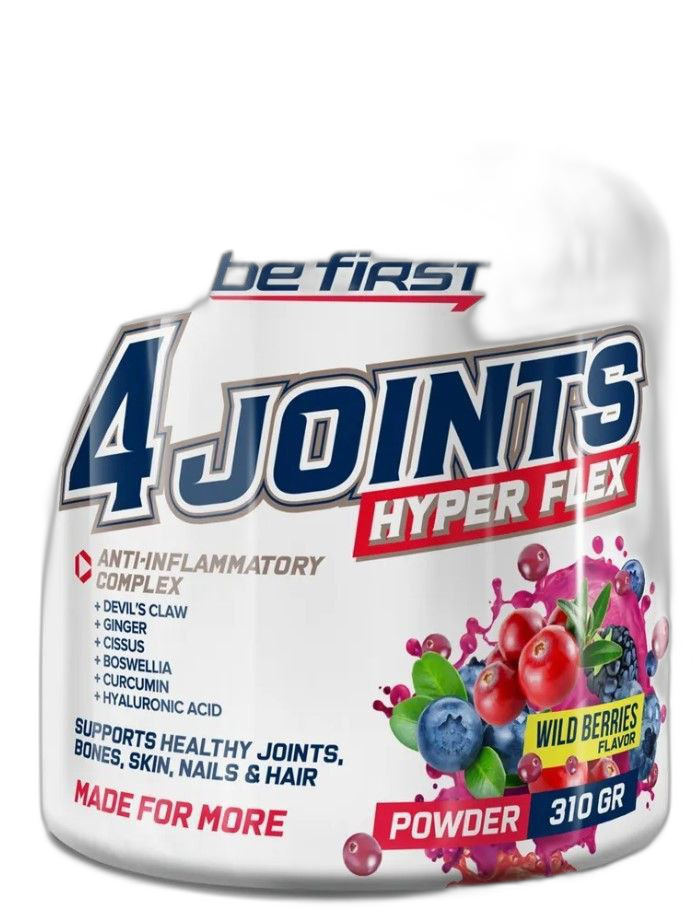 be first
4 JOINTS
HYPER FLEX
ANTI-INFLAMMATORY
COMPLEX
+ DEVIL'S CLAW
+ GINGER
+ CISSUS
+ BOSWELLIA
+ CURCUMIN
+ HYALURONIC ACID
SUPPORTS HEALTHY JOINTS,
BONES, SKIN, NAILS & HAIR
MADE FOR MORE
WILD BERRIES
FLAVOR
POWDER 310 GR